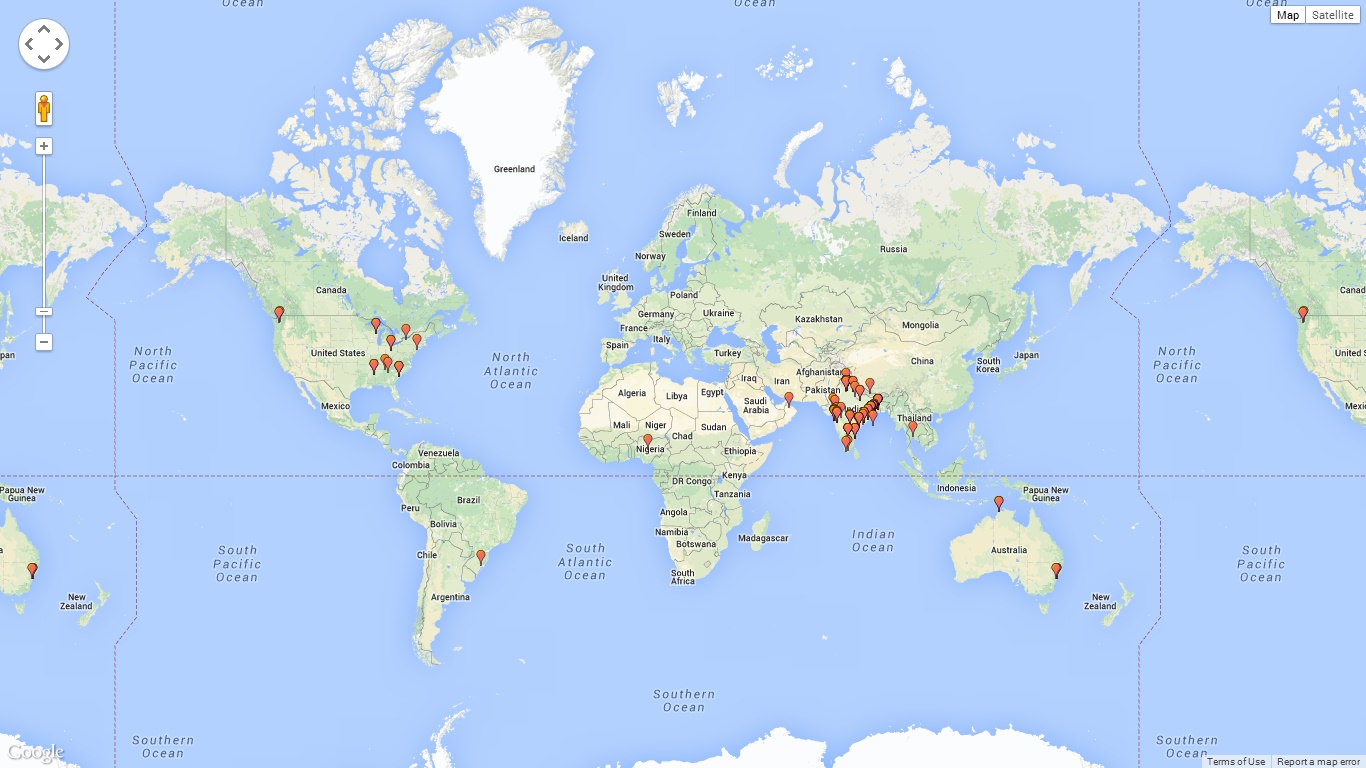 Ocean
Ocean
Ocean
Map
Satellite
Greenland
Iceland
Finland
Sweden
Norway
Russia
United
Kingdom
Canada
Canad
Poland
Germany
Ukraine
France
Kazakhstan
Mongolia
Italy
Spain
Turkey
United States
United S
China
South
Korea
Japan
pan
North
Pacific
Ocean
North
Atlantic
Ocean
North
Pacific
Ocean
Afghanistan
Iraq
Iran
Pakistan
Algeria
Libya
Egypt
Saudi
Arabia
Mexico
Mexi
Mali
Niger
Chad
Sudan
Thailand
Nigeria
Ethiopia
Venezuela
Colombia
Kenya
DR Congo
Tanzania
Indonesia
Papua New
Guinea
Papua New
Guinea
Brazil
Peru
Bolivia
Angola
Namibia
Botswana
Madagascar
Indian
Ocean
Australia
a
Chile
South
Pacific
Ocean
South
Atlantic
Ocean
South
Pacific
Ocean
South
Africa
Argentina
New
Zealand
New
Zealand
Southern
Ocean
Southern
Ocean
Southern
Ocean
Google
Terms of Use
Report a map error